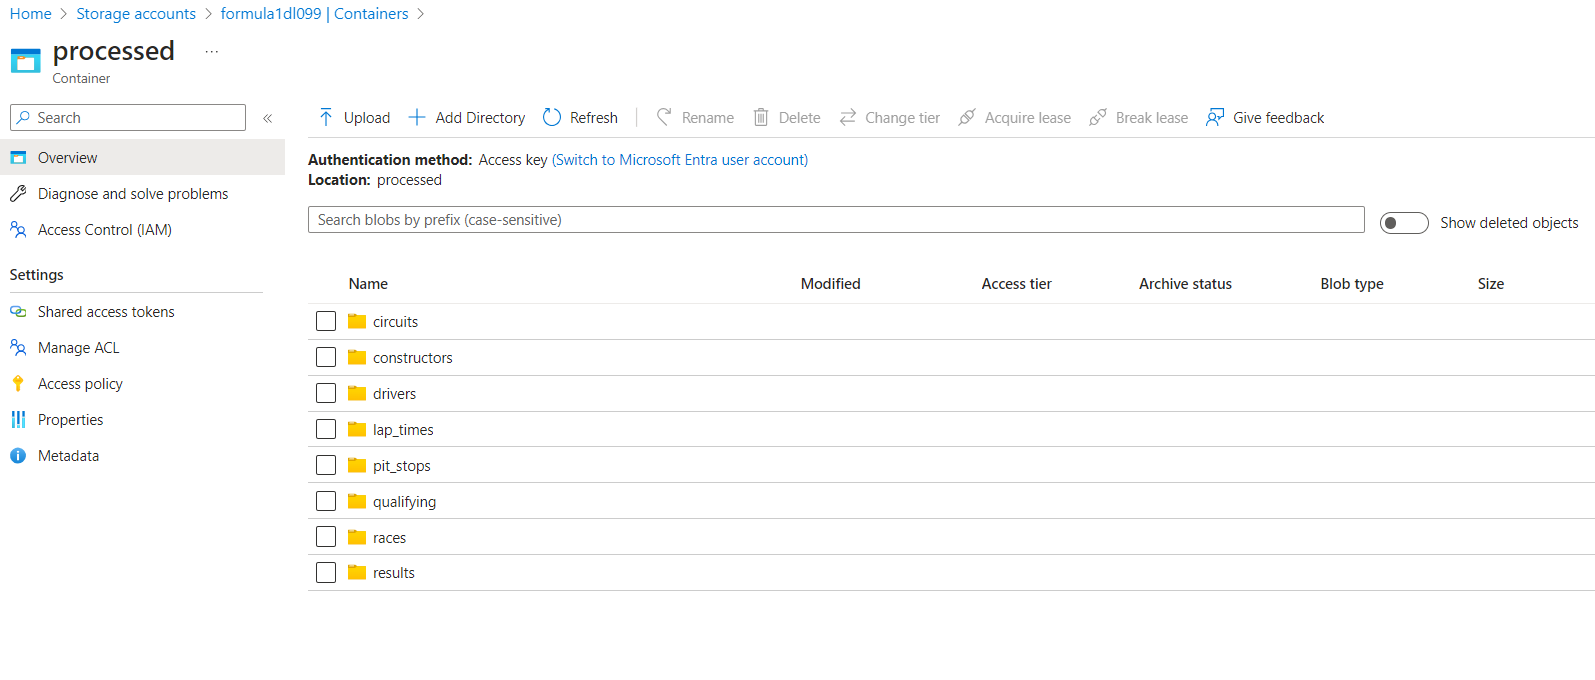 Home > Storage accounts > formula1dl099 | Containers >
processed ...
Container
Search «
Overview
Diagnose and solve problems
Access Control (IAM)
Settings
Shared access tokens
Manage ACL
Access policy
Properties
Metadata
Upload Add Directory Refresh Rename Delete Change tier Acquire lease Break lease Give feedback
Authentication method: Access key (Switch to Microsoft Entra user account)
Location: processed
Search blobs by prefix (case-sensitive) Show deleted objects
Name Modified Access tier Archive status Blob type Size
circuits
constructors
drivers
lap_times
pit_stops
qualifying
races
results